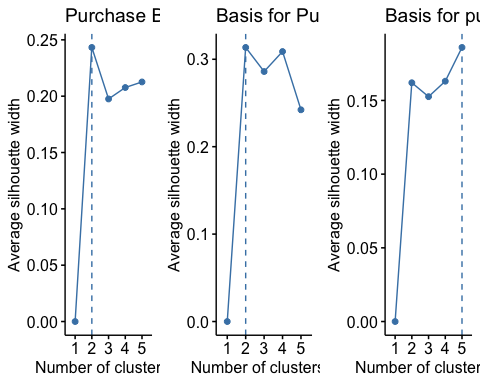 Purchase B
Average silhouette width
0.25
0.20
0.15
0.10
0.05
0.00
1 2 3 4 5
Number of clusters
Basis for Pu
Average silhouette width
0.3
0.2
0.1
0.0
1 2 3 4 5
Number of clusters
Basis for pu
Average silhouette width
0.15
0.10
0.05
0.00
1 2 3 4 5
Number of clusters